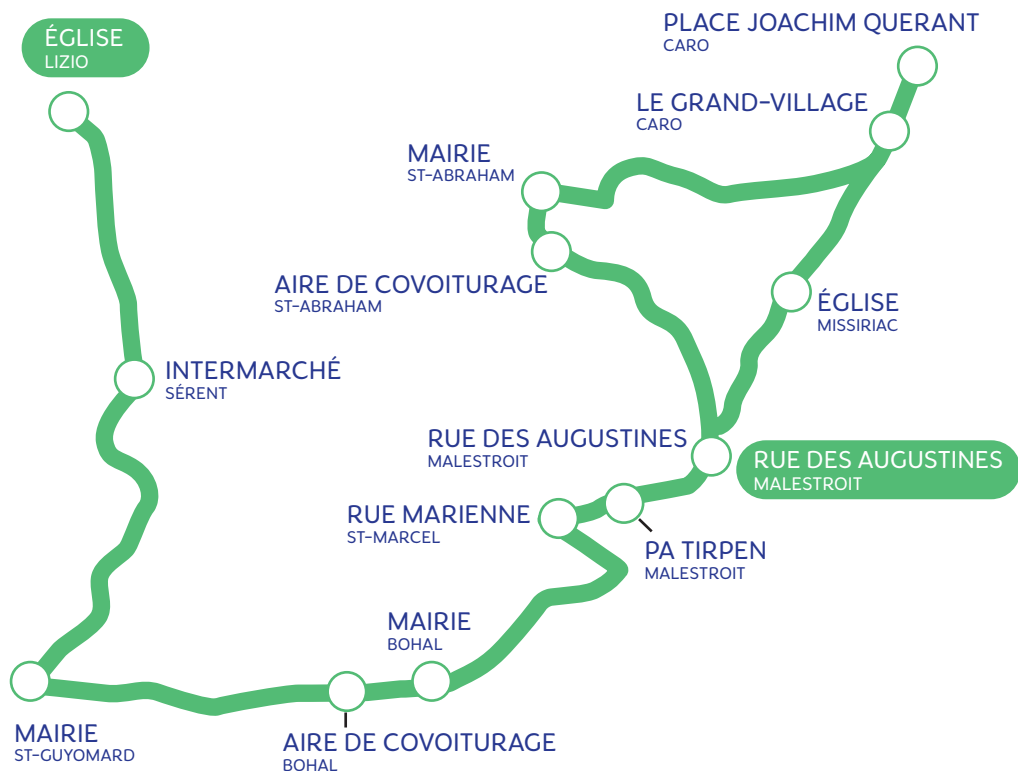 ÉGLISE
LIZIO
PLACE JOACHIM QUERANT
CARO
LE GRAND-VILLAGE
CARO
MAIRIE
ST-ABRAHAM
AIRE DE COVOITURAGE
ST-ABRAHAM
ÉGLISE
MISSIRIAC
INTERMARCHÉ
SÉRENT
RUE DES AUGUSTINES
MALESTROIT
RUE DES AUGUSTINES
MALESTROIT
RUE MARIENNE
ST-MARCEL
PA TIRPEN
MALESTROIT
MAIRIE
BOHAL
MAIRIE
ST-GUYOMARD
AIRE DE COVOITURAGE
BOHAL